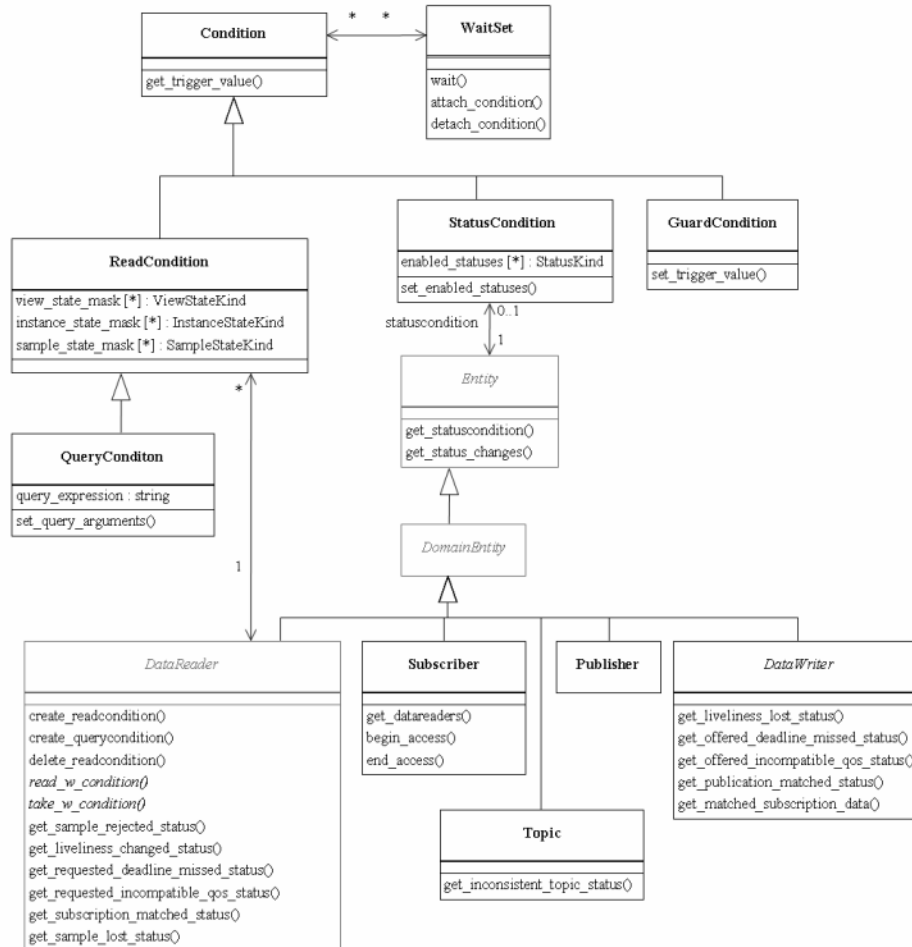 Condition
get_trigger_value()
* *
WaitSet
wait()
attach_condition()
detach_condition()
ReadCondition
view_state_mask [*] : ViewStateKind
instance_state_mask [*] : InstanceStateKind
sample_state_mask [*] : SampleStateKind
StatusCondition
enabled_statuses [*] : StatusKind
set_enabled_statuses()
GuardCondition
set_trigger_value()
statuscondition
0..1
1
Entity
get_statuscondition()
get_status_changes()
*
1
QueryConditon
query_expression : string
set_query_arguments()
DomainEntity
DataReader
create_readcondition()
create_querycondition()
delete_readcondition()
read_w_condition()
take_w_condition()
get_sample_rejected_status()
get_liveliness_changed_status()
get_requested_deadline_missed_status()
get_requested_incompatible_qos_status()
get_subscription_matched_status()
get_sample_lost_status()
Subscriber
get_datareaders()
begin_access()
end_access()
Topic
get_inconsistent_topic_status()
Publisher
DataWriter
get_liveliness_lost_status()
get_offered_deadline_missed_status()
get_offered_incompatible_qos_status()
get_publication_matched_status()
get_matched_subscription_data()